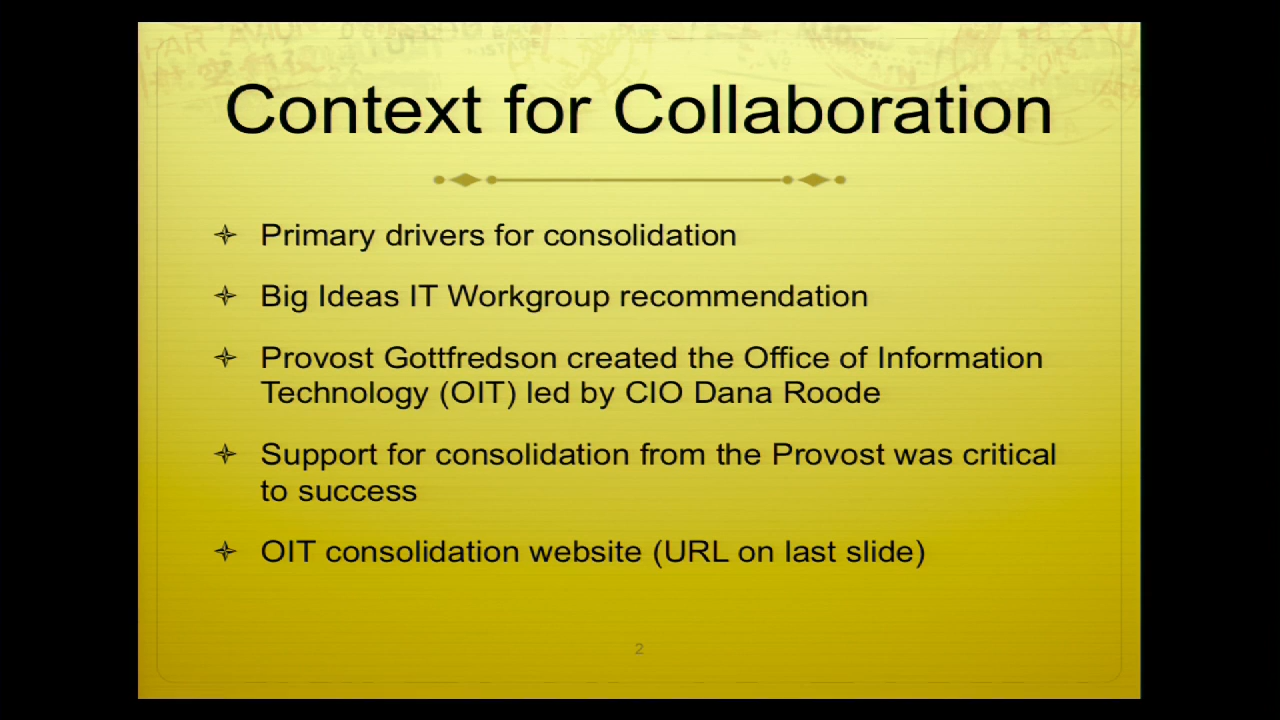 Context for Collaboration
Primary drivers for consolidation
Big Ideas IT Workgroup recommendation
Provost Gottfredson created the Office of Information
Technology (OIT) led by CIO Dana Roode
Support for consolidation from the Provost was critical
to success
OIT consolidation website (URL on last slide)
2